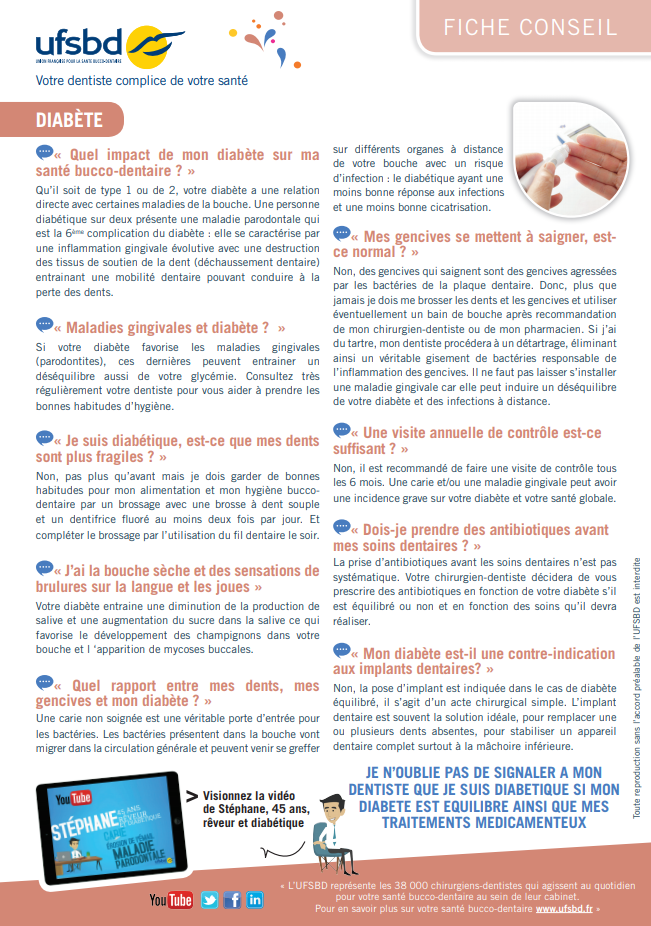 FICHE CONSEIL
ufsbd
UNION FRANÇAISE POUR LA SANTÉ BUCCO-DENTAIRE
Votre dentiste complice de votre santé
DIABÈTE
« Quel impact de mon diabète sur ma
santé bucco-dentaire ? »
Qu'il soit de type 1 ou de 2, votre diabète a une relation
directe avec certaines maladies de la bouche. Une personne
diabétique sur deux présente une maladie parodontale qui
est la 6ème complication du diabète : elle se caractérise par
une inflammation gingivale évolutive avec une destruction
des tissus de soutien de la dent (déchaussement dentaire)
entrainant une mobilité dentaire pouvant conduire à la
perte des dents.
« Maladies gingivales et diabète ? »
Si votre diabète favorise les maladies gingivales
(parodontites), ces dernières peuvent entrainer un
déséquilibre aussi de votre glycémie. Consultez très
régulièrement votre dentiste pour vous aider à prendre les
bonnes habitudes d'hygiène.
« Je suis diabétique, est-ce que mes dents
sont plus fragiles ? »
Non, pas plus qu'avant mais je dois garder de bonnes
habitudes pour mon alimentation et mon hygiène bucco-
dentaire par un brossage avec une brosse à dent souple
et un dentifrice fluoré au moins deux fois par jour. Et
compléter le brossage par l'utilisation du fil dentaire le soir.
« J'ai la bouche sèche et des sensations de
brulures sur la langue et les joues »
Votre diabète entraine une diminution de la production de
salive et une augmentation du sucre dans la salive ce qui
favorise le développement des champignons dans votre
bouche et l 'apparition de mycoses buccales.
« Quel rapport entre mes dents, mes
gencives et mon diabète ? »
Une carie non soignée est une véritable porte d'entrée pour
les bactéries. Les bactéries présentent dans la bouche vont
migrer dans la circulation générale et peuvent venir se greffer
sur différents organes à distance
de votre bouche avec un risque
d'infection : le diabétique ayant une
moins bonne réponse aux infections
et une moins bonne cicatrisation.
« Mes gencives se mettent à saigner, est-
ce normal ? »
Non, des gencives qui saignent sont des gencives agressées
par les bactéries de la plaque dentaire. Donc, plus que
jamais je dois me brosser les dents et les gencives et utiliser
éventuellement un bain de bouche après recommandation
de mon chirurgien-dentiste ou de mon pharmacien. Si j'ai
du tartre, mon dentiste procédera à un détartrage, éliminant
ainsi un véritable gisement de bactéries responsable de
l'inflammation des gencives. Il ne faut pas laisser s'installer
une maladie gingivale car elle peut induire un déséquilibre
de votre diabète et des infections à distance.
« Une visite annuelle de contrôle est-ce
suffisant ? »
Non, il est recommandé de faire une visite de contrôle tous
les 6 mois. Une carie et/ou une maladie gingivale peut avoir
une incidence grave sur votre diabète et votre santé globale.
« Dois-je prendre des antibiotiques avant
mes soins dentaires ? »
La prise d'antibiotiques avant les soins dentaires n'est pas
systématique. Votre chirurgien-dentiste décidera de vous
prescrire des antibiotiques en fonction de votre diabète s'il
est équilibré ou non et en fonction des soins qu'il devra
réaliser.
« Mon diabète est-il une contre-indication
aux implants dentaires? »
Non, la pose d'implant est indiquée dans le cas de diabète
équilibré, il s'agit d'un acte chirurgical simple. L'implant
dentaire est souvent la solution idéale, pour remplacer une
ou plusieurs dents absentes, pour stabiliser un appareil
dentaire complet surtout à la mâchoire inférieure.
Toute reproduction sans l'accord préalable de l'UFSBD est interdite
YouTube
STÉPHANE 45 ANS
RÊVEUR
ET DIABÉTIQUE
CARIE
ÉROSION DE L'ÉMAIL
MALADIE
PARODONTALE
ufsbd
> Visionnez la vidéo
de Stéphane, 45 ans,
rêveur et diabétique
JE N'OUBLIE PAS DE SIGNALER A MON
DENTISTE QUE JE SUIS DIABETIQUE SI MON
DIABETE EST EQUILIBRE AINSI QUE MES
TRAITEMENTS MEDICAMENTEUX
YouTube f in
« L'UFSBD représente les 38 000 chirurgiens-dentistes qui agissent au quotidien
pour votre santé bucco-dentaire au sein de leur cabinet.
Pour en savoir plus sur votre santé bucco-dentaire www.ufsbd.fr »